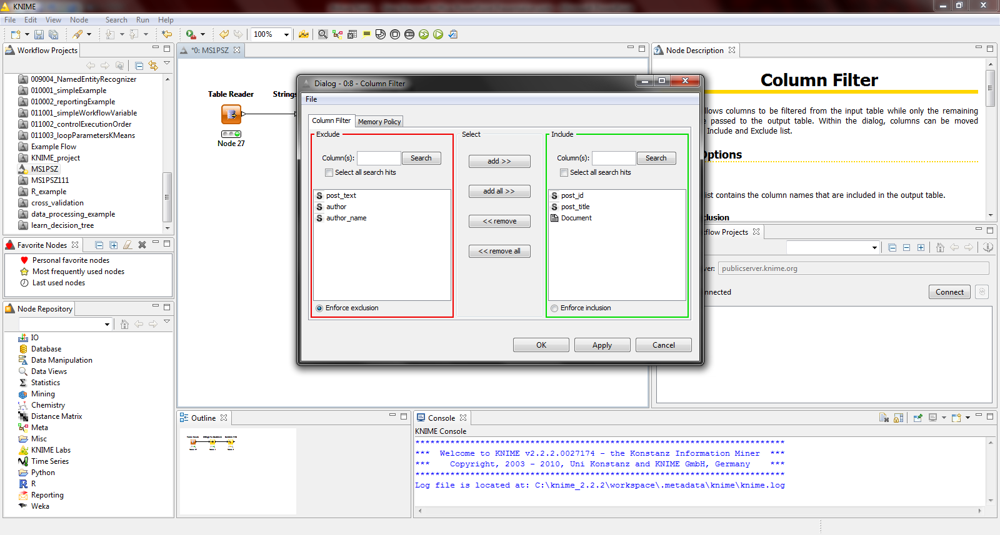 KNIME
File Edit View Node Search Run Help
100%
Workflow Projects
009004_NamedEntityRecognizer
010001_simpleExample
010002_reportingExample
011001_simpleWorkflowVariable
011002_controlExecutionOrder
011003_loopParametersKMeans
Example Flow
KNIME_project
MS1PSZ
MS1PSZ111
R_example
cross_validation
data_processing_example
learn_decision_tree
Favorite Nodes
Personal favorite nodes
Most frequently used nodes
Last used nodes
Node Repository
IO
Database
Data Manipulation
Data Views
Statistics
Mining
Chemistry
Distance Matrix
Meta
Misc
KNIME Labs
Time Series
Python
R
Reporting
Weka
*0: MS1PSZ
Table Reader
Strings
Node 27
Dialog - 0:8 - Column Filter
File
Column Filter
Memory Policy
Exclude
Column(s):
Search
Select all search hits
S post_text
S author
S author_name
Enforce exclusion
Select
add >>
add all >>
<< remove
<< remove all
Include
Column(s):
Search
Select all search hits
S post_id
S post_title
Document
Enforce inclusion
OK
Apply
Cancel
Node Description
Column Filter
llows columns to be filtered from the input table while only the remaining
e passed to the output table. Within the dialog, columns can be moved
Include and Exclude list.
Options
ist contains the column names that are included in the output table.
clusion
kflow Projects
ver: publicserver.knime.org
nnected
Connect
Outline
Console
KNIME Console
**************************************************************************
*** Welcome to KNIME v2.2.2.0027174 - the Konstanz Information Miner ***
*** Copyright, 2003 - 2010, Uni Konstanz and KNIME GmbH, Germany ***
**************************************************************************
Log file is located at: C:\knime_2.2.2\workspace\.metadata\knime\knime.log